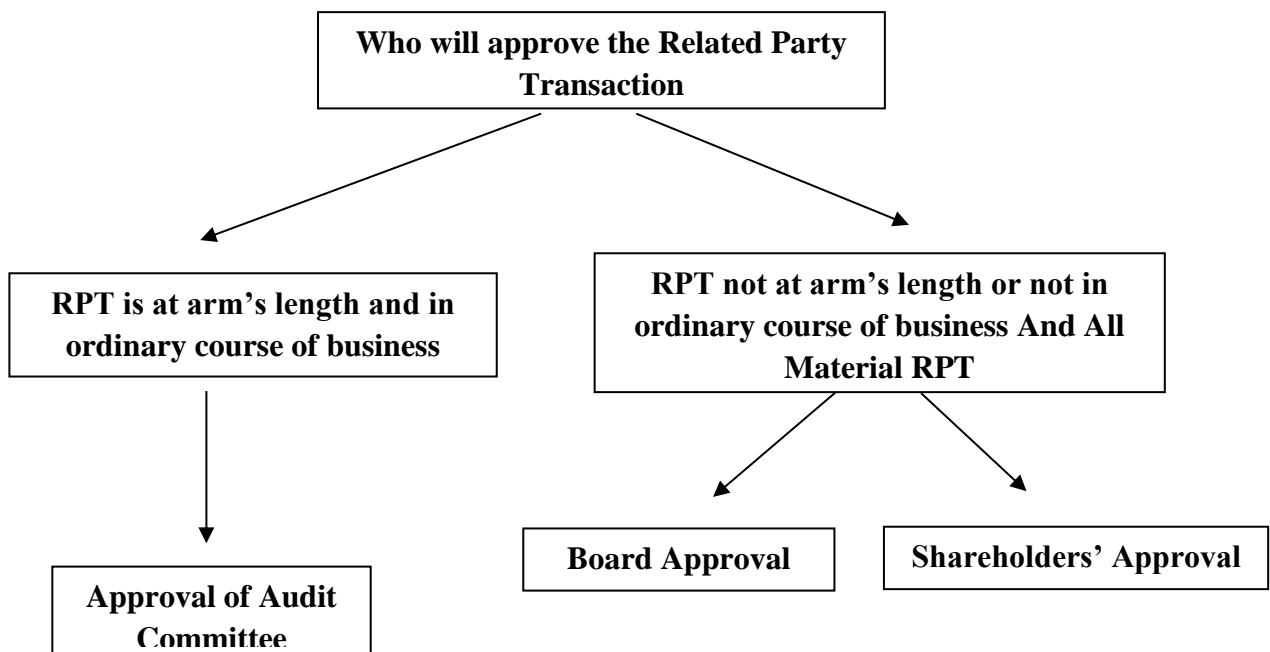 Who will approve the Related Party
Transaction
RPT is at arm’s length and in
ordinary course of business
RPT not at arm’s length or not in
ordinary course of business And All
Material RPT
Board Approval
Shareholders’ Approval
Approval of Audit
Committee